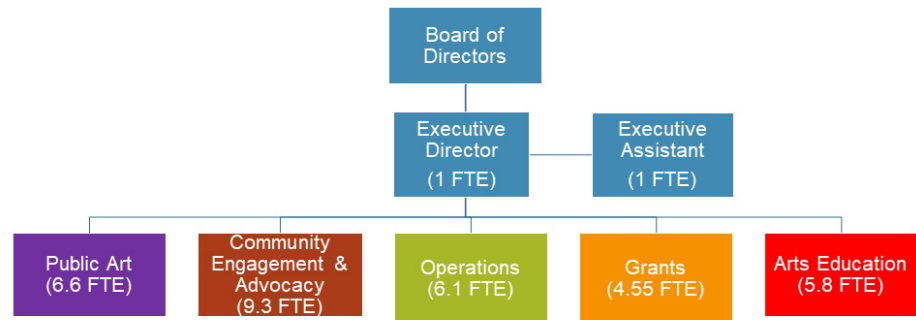 Board of
Directors
Executive
Director
(1 FTE)
Executive
Assistant
(1 FTE)
Public Art
(6.6 FTE)
Community
Engagement &
Advocacy
(9.3 FTE)
Operations
(6.1 FTE)
Grants
(4.55 FTE)
Arts Education
(5.8 FTE)